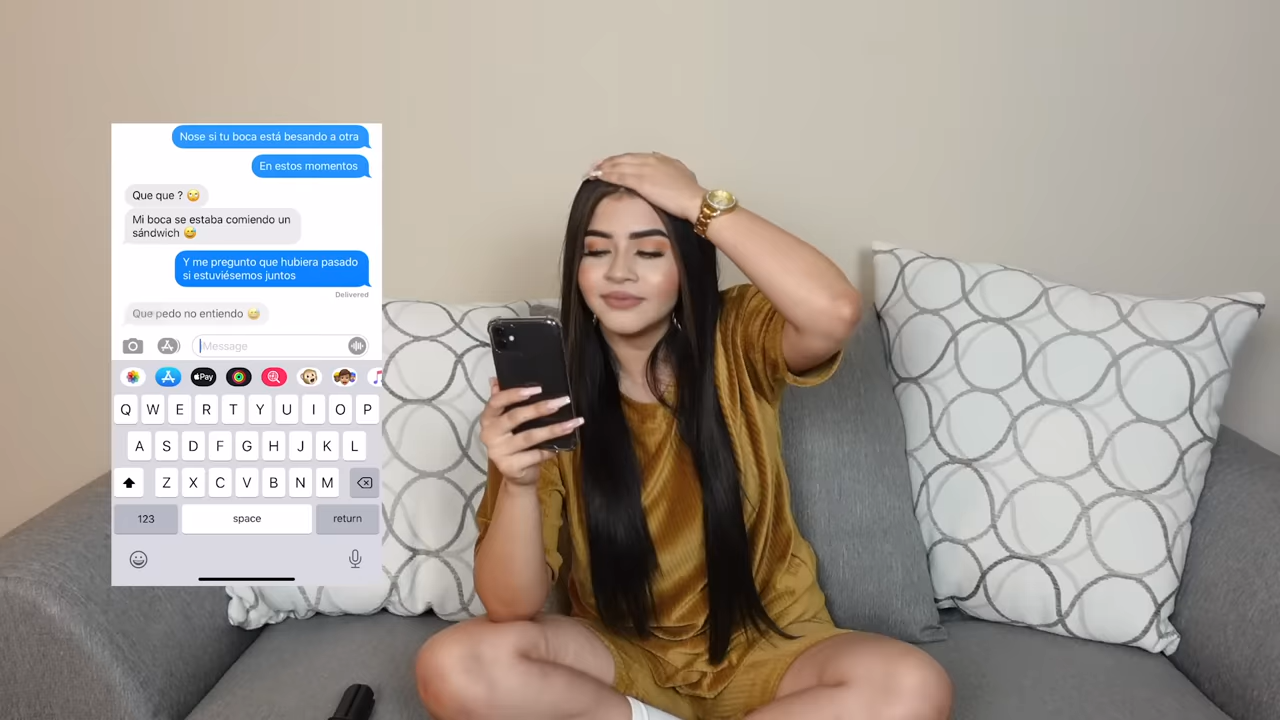 Nose si tu boca está besando a otra
En estos momentos
Que que ? 🙄
Mi boca se estaba comiendo un
sándwich 😅
Y me pregunto que hubiera pasado
si estuviésemos juntos
Delivered
Que pedo no entiendo 😅
Message
Pay
Q W E R T Y U I O P
A S D F G H J K L
Z X C V B N M
123 space return